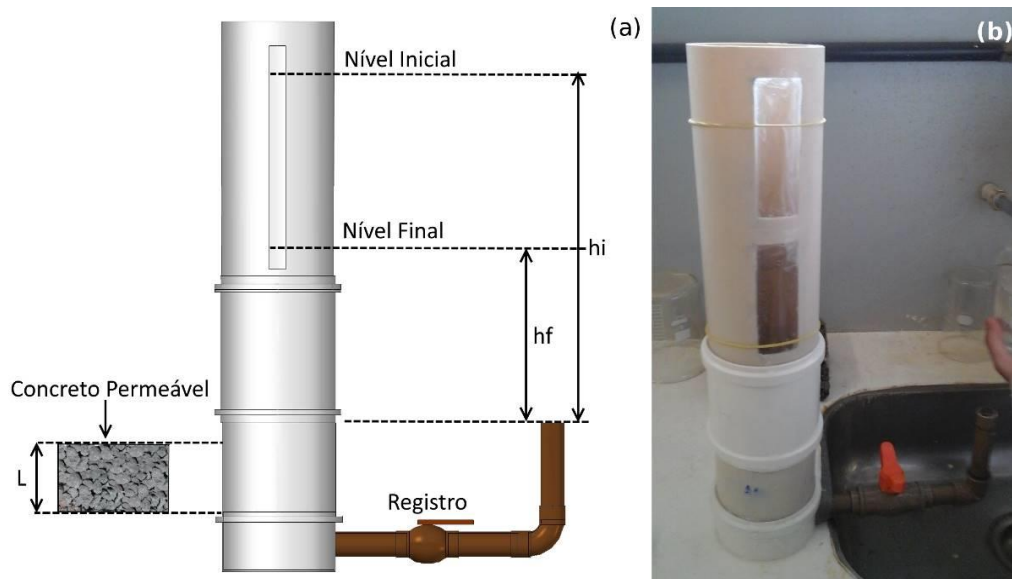 (a)
(b)
Nível Inicial
Nível Final
hi
hf
Concreto Permeável
L
Registro